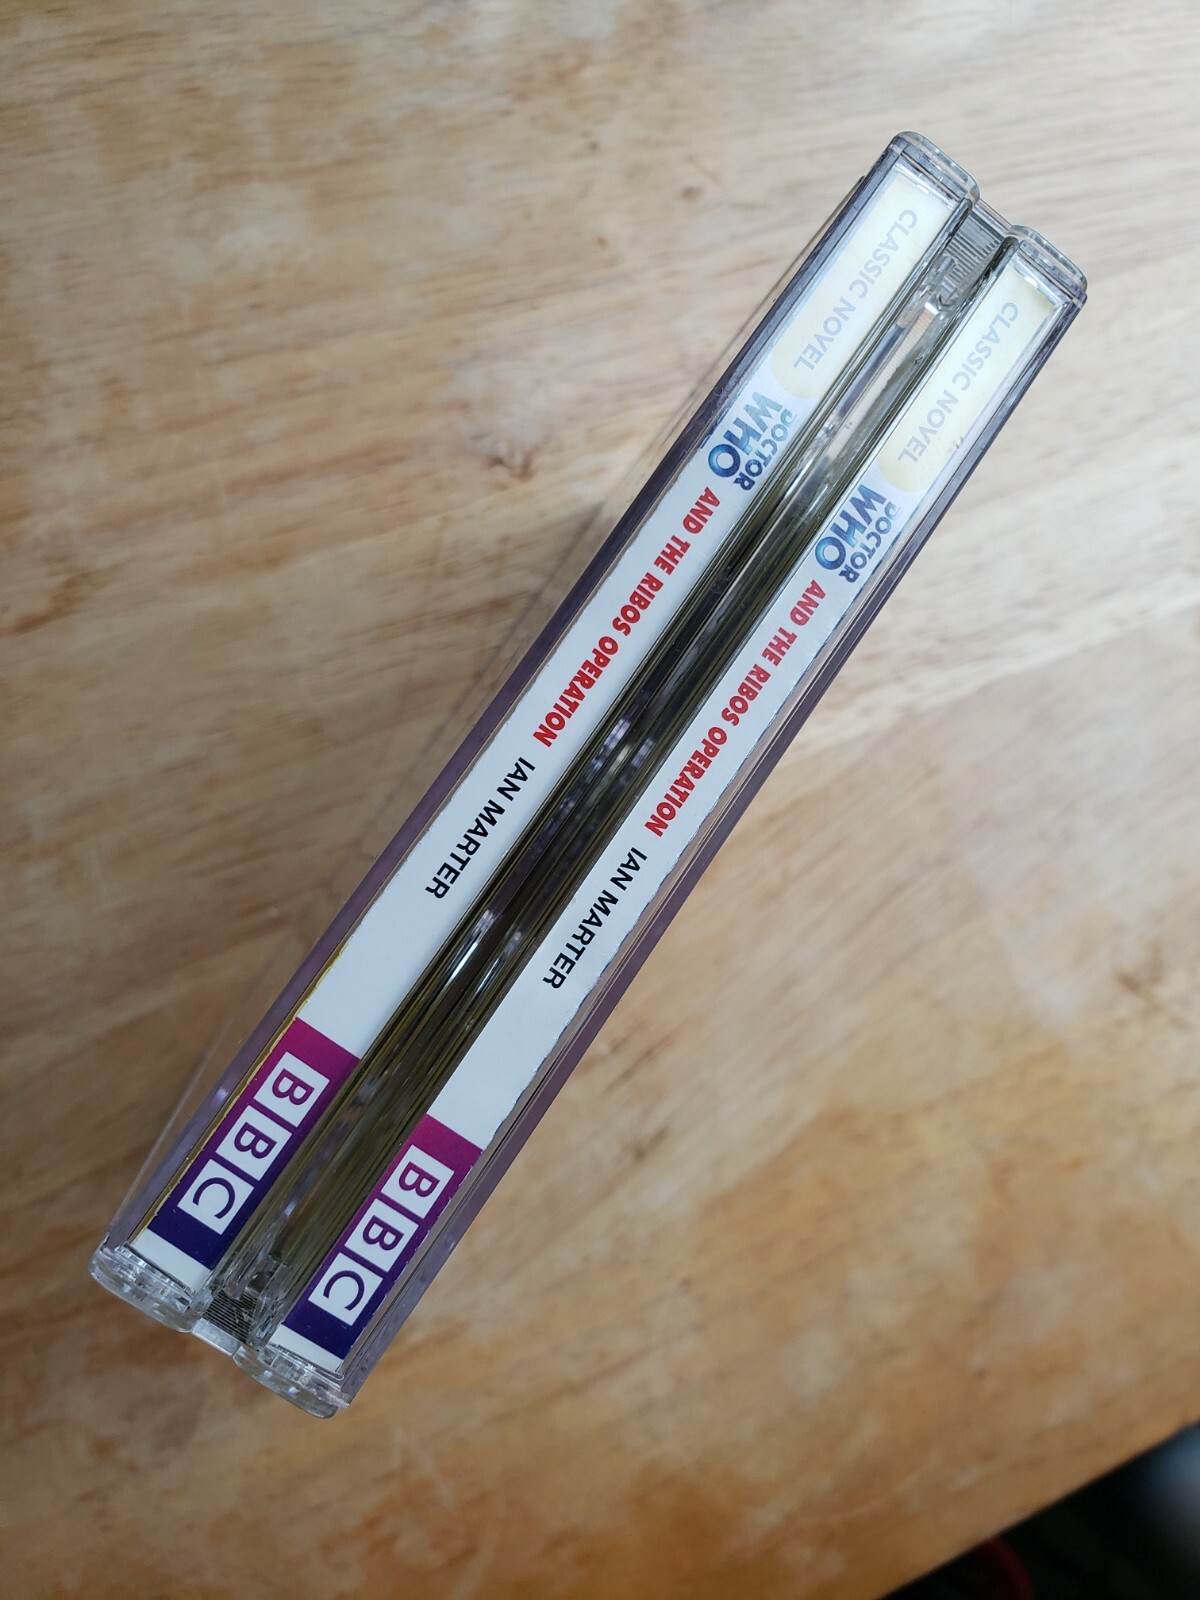 CLASSIC NOVEL DOCTOR WHO AND THE RIBOS OPERATION IAN MARTER BBC
CLASSIC NOVEL DOCTOR WHO AND THE RIBOS OPERATION IAN MARTER BBC